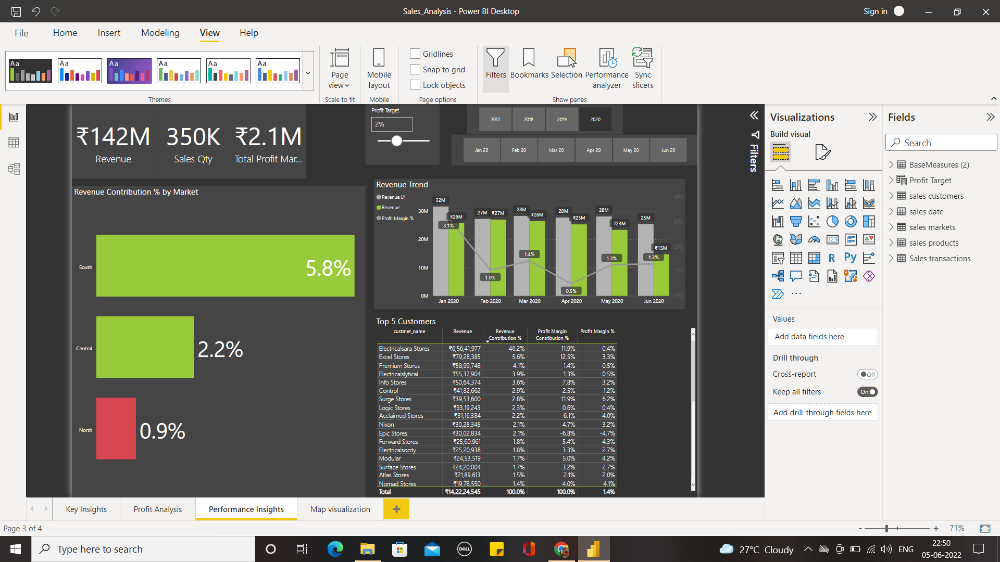 Sales_Analysis - Power BI Desktop
Sign in
File Home Insert Modeling View Help
Aa Aa Aa Aa Aa Aa
Themes
Page view
Scale to fit
Mobile layout
Mobile
Gridlines
Snap to grid
Lock objects
Page options
Filters
Bookmarks
Selection
Performance analyzer
Sync slicers
Show panes
₹142M
Revenue
350K
Sales Qty
₹2.1M
Total Profit Mar...
Profit Target
2%
2017 2018 2019 2020
Jan 20 Feb 20 Mar 20 Apr 20 May 20 Jun 20
Revenue Contribution % by Market
South 5.8%
Central 2.2%
North 0.9%
Revenue Trend
Revenue LY
Revenue
Profit Margin %
30M
20M
10M
0M
4%
3%
2%
1%
0%
32M ₹26M 27M ₹27M 28M ₹26M 28M ₹25M 28M ₹23M 25M ₹15M
3.1% 1.0% 1.4% 0.5% 1.3% 1.3%
Jan 2020 Feb 2020 Mar 2020 Apr 2020 May 2020 Jun 2020
Top 5 Customers
custmer_name Revenue Revenue Contribution % Profit Margin Contribution % Profit Margin %
Electricalsara Stores ₹6,56,41,977 46.2% 11.9% 0.4%
Excel Stores ₹79,28,385 5.6% 12.5% 3.3%
Premium Stores ₹58,99,748 4.1% 1.4% 0.5%
Electricalslytical ₹55,37,904 3.9% 1.3% 0.5%
Info Stores ₹50,64,374 3.6% 7.8% 3.2%
Control ₹41,82,662 2.9% 2.5% 1.2%
Surge Stores ₹39,53,600 2.8% 11.9% 6.2%
Logic Stores ₹33,19,243 2.3% 0.6% 0.4%
Acclaimed Stores ₹31,16,384 2.2% 6.1% 4.0%
Nixon ₹30,28,345 2.1% 4.7% 3.2%
Epic Stores ₹30,02,834 2.1% -6.8% -4.7%
Forward Stores ₹25,60,961 1.8% 5.4% 4.3%
Electricalsocity ₹25,20,938 1.8% 3.3% 2.7%
Modular ₹24,53,519 1.7% 5.0% 4.2%
Surface Stores ₹24,20,004 1.7% 3.2% 2.7%
Atlas Stores ₹21,89,613 1.5% 2.1% 2.0%
Nomad Stores ₹19,78,550 1.4% 4.0% 4.1%
Total ₹14,22,24,545 100.0% 100.0% 1.4%
Filters
Visualizations
Build visual
123
R
Py
...
Values
Add data fields here
Drill through
Cross-report Off
Keep all filters On
Add drill-through fields here
Fields
Search
BaseMeasures (2)
Profit Target
sales customers
sales date
sales markets
sales products
Sales transactions
Key Insights Profit Analysis Performance Insights Map visualization +
Page 3 of 4
- + 71%
Type here to search
DELL
27°C Cloudy
ENG
22:50
05-06-2022